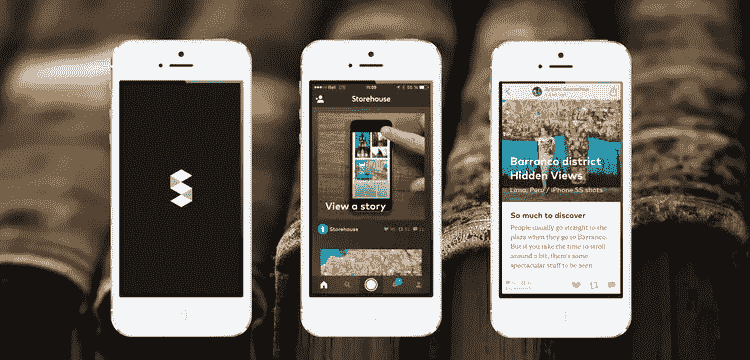 11:09
Storehouse
View a story
Storehouse
Barranco district
Hidden Views
Lima, Peru / iPhone 5S shots
So much to discover
People usually go straight to the
plaza when they go to Barranco.
But if you take the time to stroll
around a bit, there's some
spectacular stuff to be seen